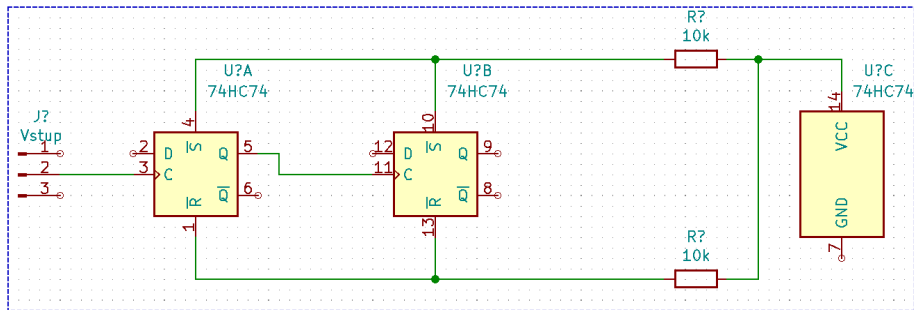 R?
10k
U?A
74HC74
U?B
74HC74
U?C
74HC74
J?
Vstup
1
2
3
4
2
D
S
Q
5
3
C
6
Q
R
1
10
12
D
S
Q
9
11
C
8
Q
R
13
14
VCC
GND
7
R?
10k